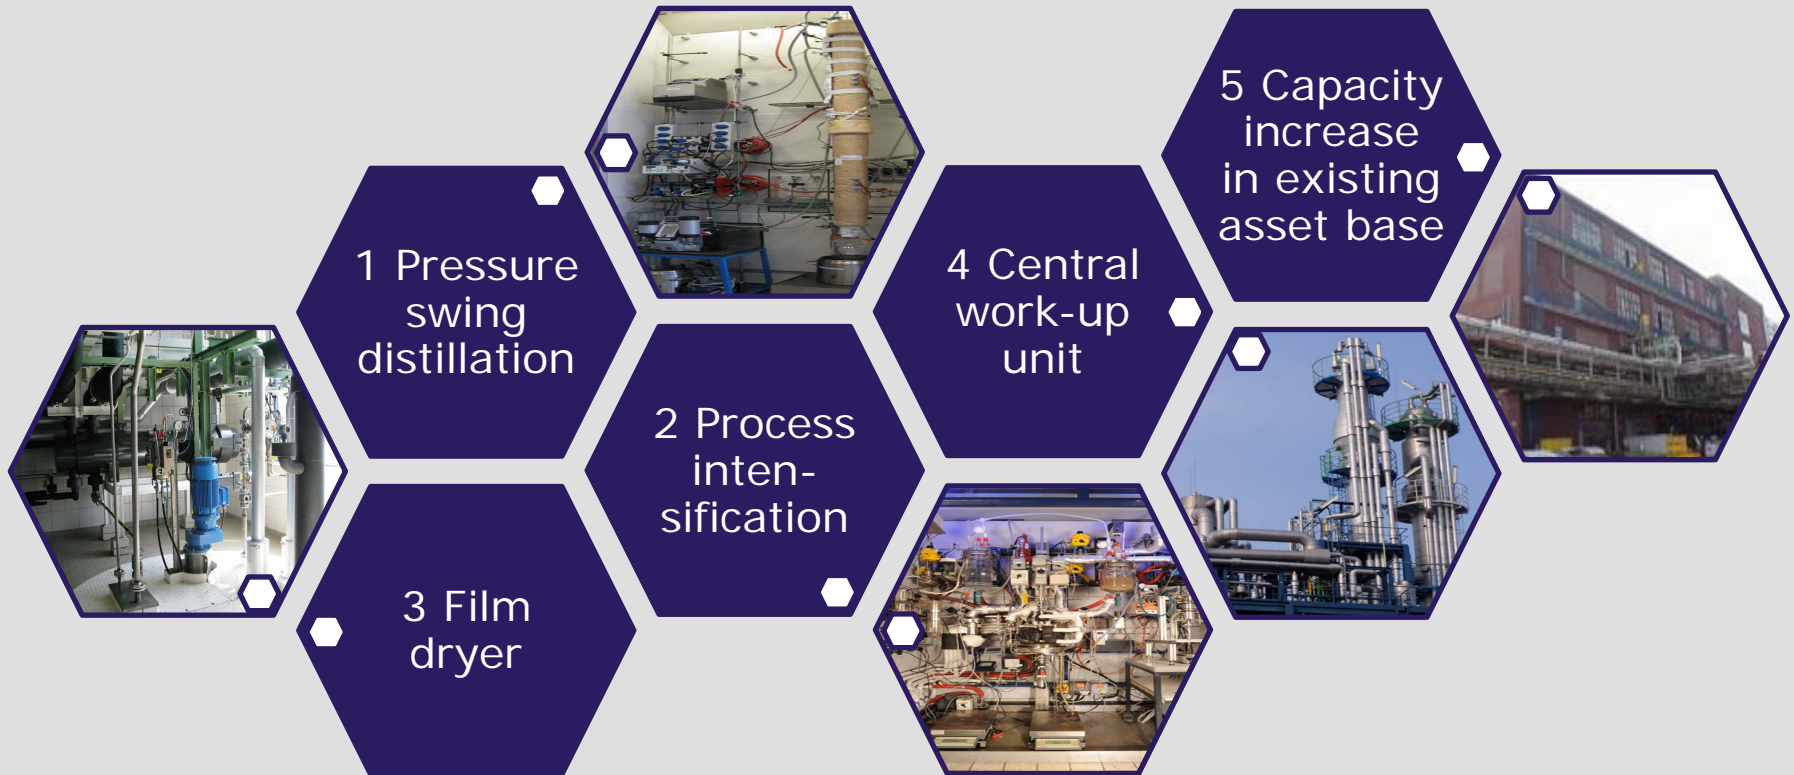 1 Pressure
swing
distillation
2 Process
inten-
sification
3 Film
dryer
4 Central
work-up
unit
5 Capacity
increase
in existing
asset base